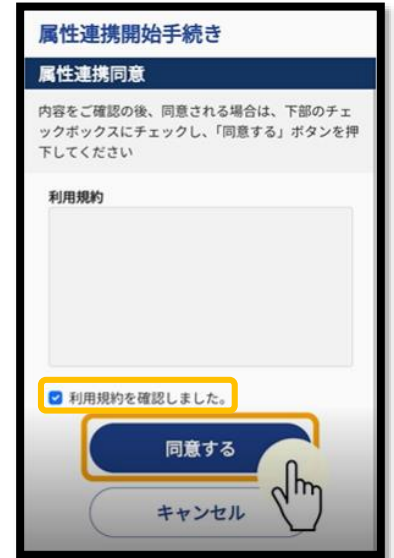 属性連携開始手続き
属性連携同意
内容をご確認の後、同意される場合は、下部のチェ
ックボックスにチェックし、「同意する」ボタンを押
下してください
利用規約
利用規約を確認しました。
同意する
キャンセル